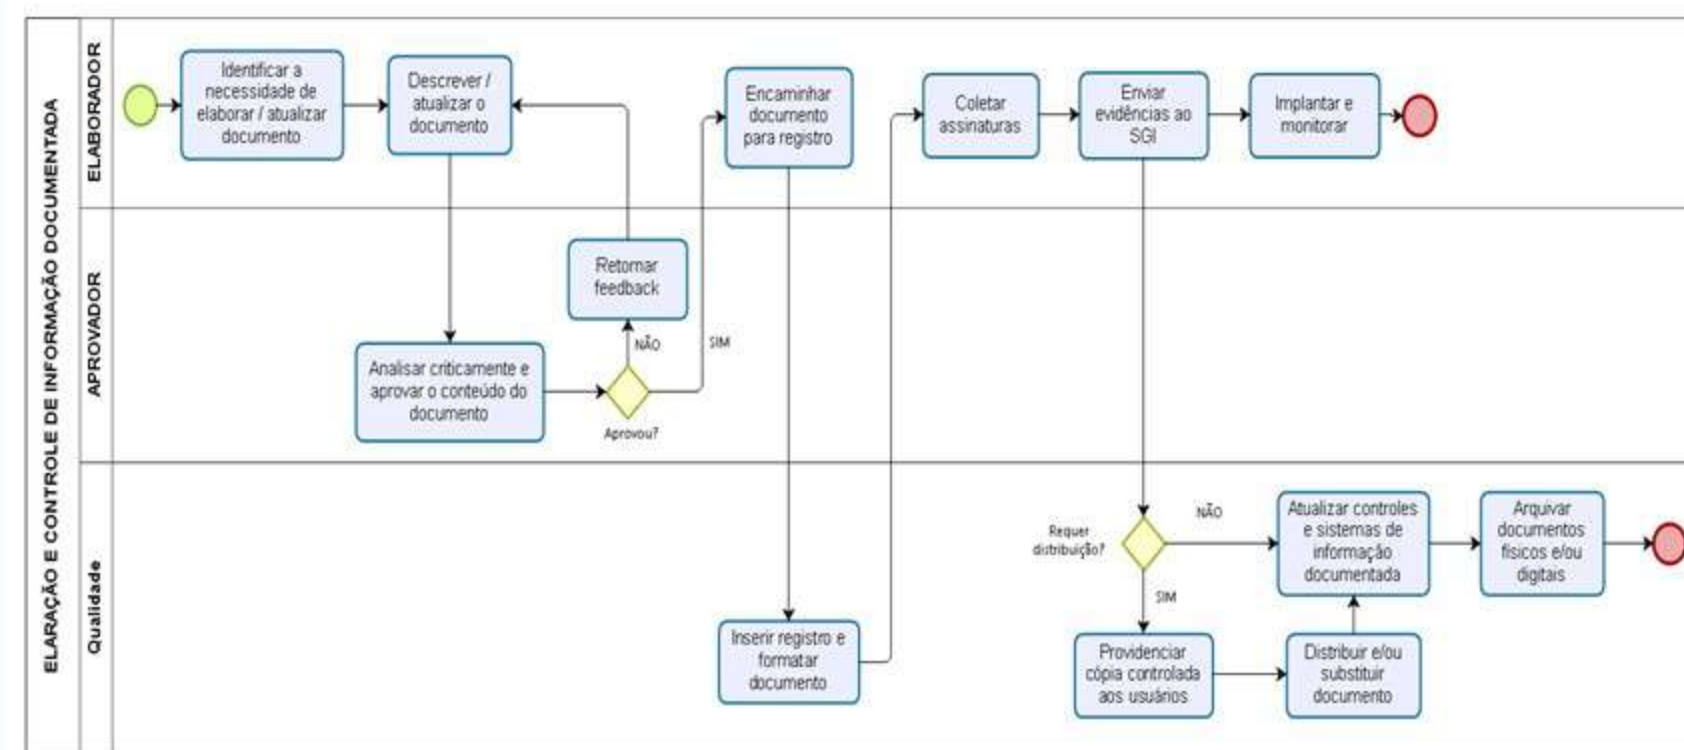 ELARAÇÃO E CONTROLE DE INFORMAÇÃO DOCUMENTADA
ELABORADOR
Identificar a
necessidade de
elaborar / atualizar
documento
Descrever /
atualizar o
documento
Encaminhar
documento
para registro
Coletar
assinaturas
Enviar
evidências ao
SGI
Implantar e
monitorar
APROVADOR
Retornar
feedback
NÃO
SIM
Analisar criticamente e
aprovar o conteúdo do
documento
Aprovou?
Qualidade
Inserir registro e
formatar
documento
Requer
distribuição?
NÃO
SIM
Atualizar controles
e sistemas de
informação
documentada
Arquivar
documentos
físicos e/ou
digitais
Providenciar
cópia controlada
aos usuários
Distribuir e/ou
substituir
documento